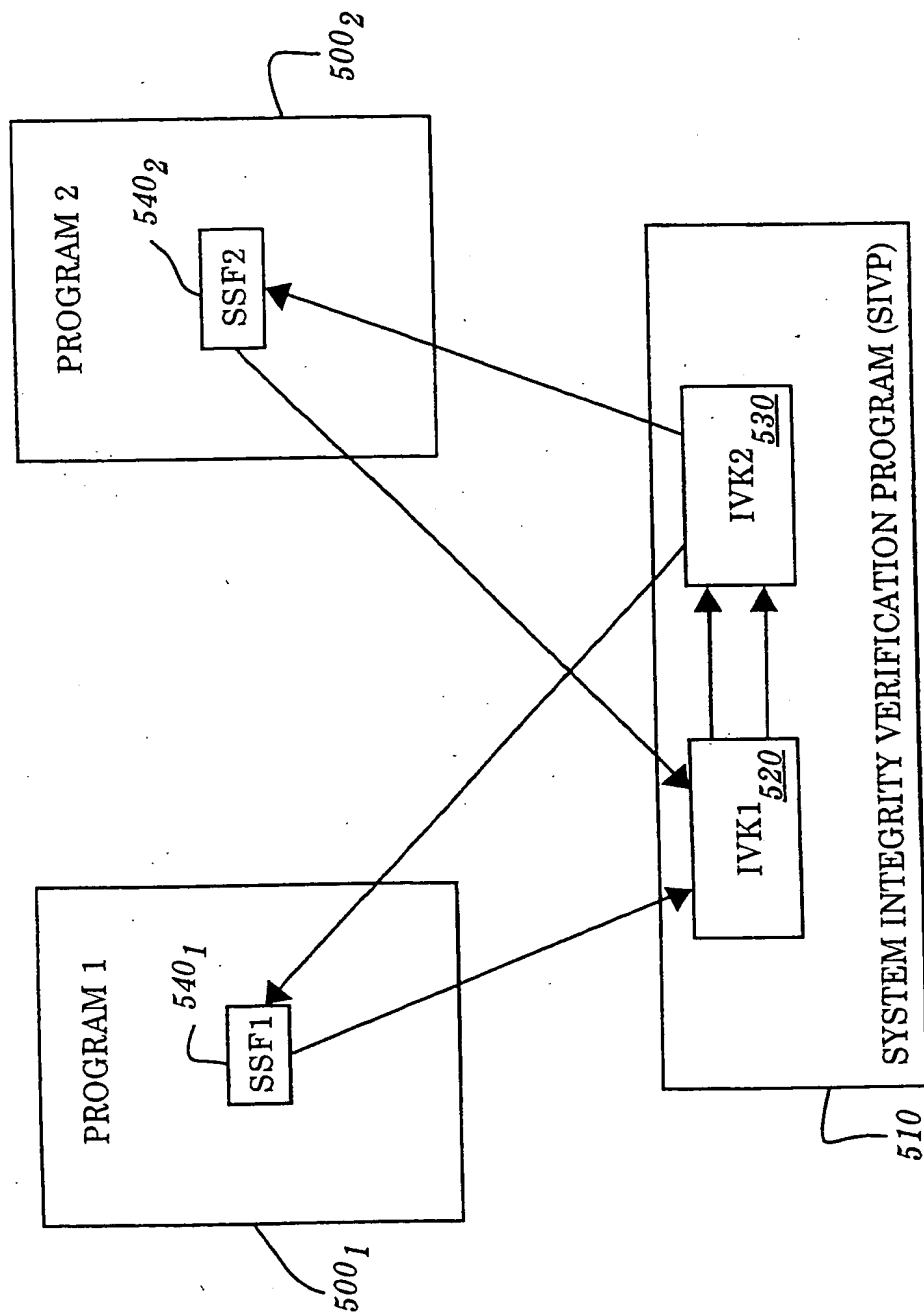 PROGRAM 1
540₁
SSF1
500₁
PROGRAM 2
540₂
SSF2
500₂
IVK1
520
IVK2
530
SYSTEM INTEGRITY VERIFICATION PROGRAM (SIVP)
510